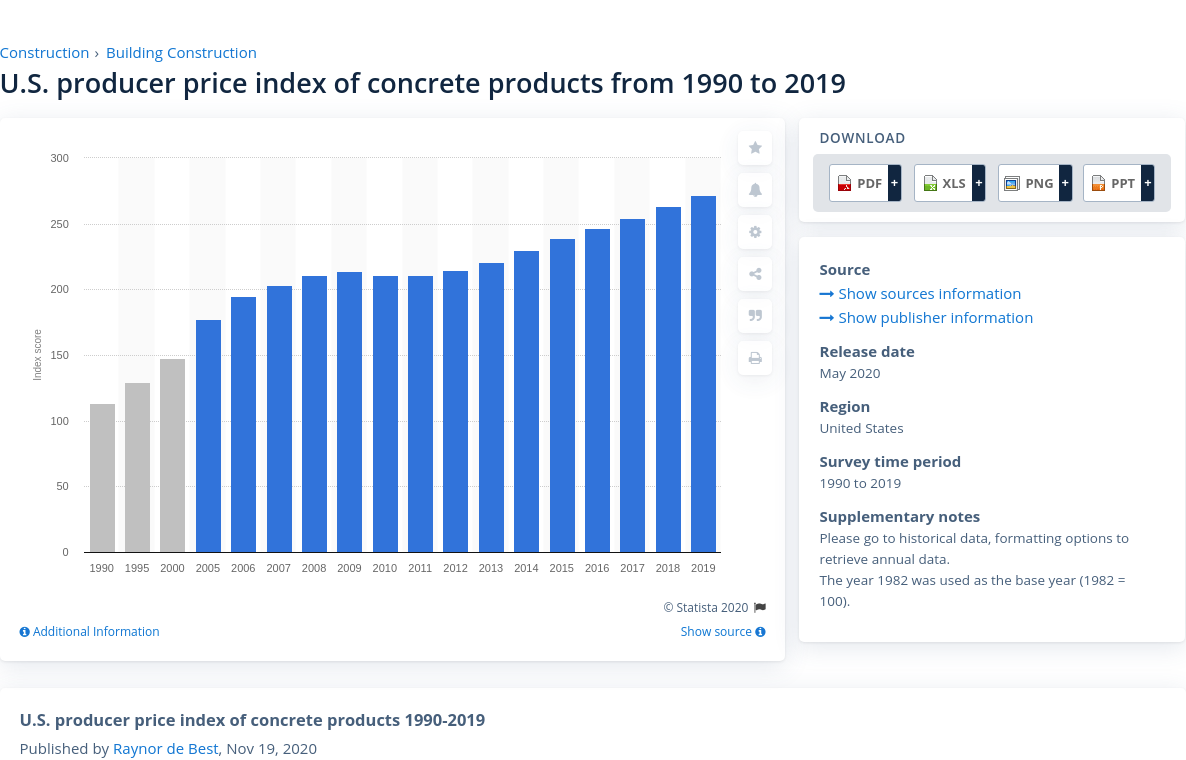 Construction › Building Construction
U.S. producer price index of concrete products from 1990 to 2019
300
250
200
150
100
50
0
Index score
1990 1995 2000 2005 2006 2007 2008 2009 2010 2011 2012 2013 2014 2015 2016 2017 2018 2019
© Statista 2020
Additional Information
Show source
DOWNLOAD
PDF + XLS + PNG + PPT +
Source
Show sources information
Show publisher information
Release date
May 2020
Region
United States
Survey time period
1990 to 2019
Supplementary notes
Please go to historical data, formatting options to
retrieve annual data.
The year 1982 was used as the base year (1982 =
100).
U.S. producer price index of concrete products 1990-2019
Published by Raynor de Best, Nov 19, 2020